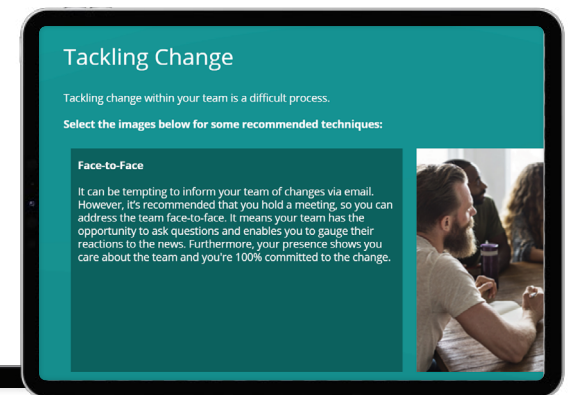 Tackling Change
Tackling change within your team is a difficult process.
Select the images below for some recommended techniques:
Face-to-Face
It can be tempting to inform your team of changes via email.
However, it's recommended that you hold a meeting, so you can
address the team face-to-face. It means your team has the
opportunity to ask questions and enables you to gauge their
reactions to the news. Furthermore, your presence shows you
care about the team and you're 100% committed to the change.